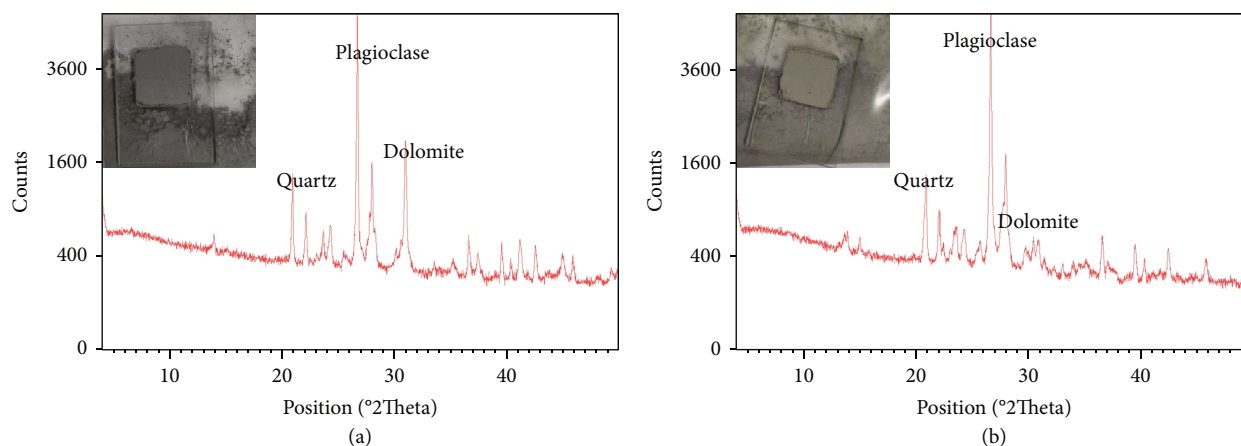 Plagioclase
3600
Dolomite
1600
Quartz
400
0
Counts
10
20
30
40
Position (°2Theta)
(a)
Plagioclase
3600
1600
Quartz
Dolomite
400
0
Counts
10
20
30
40
Position (°2Theta)
(b)